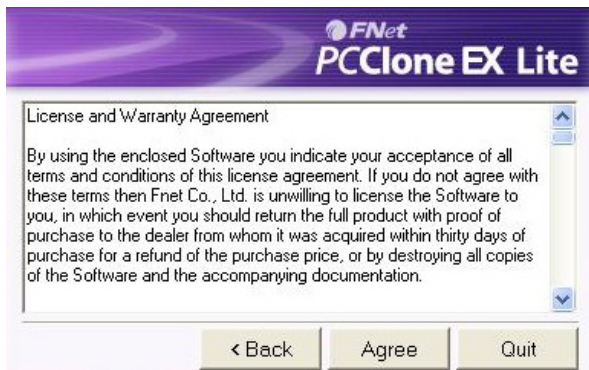 FNet
PCClone EX Lite
License and Warranty Agreement
By using the enclosed Software you indicate your acceptance of all
terms and conditions of this license agreement. If you do not agree with
these terms then Fnet Co., Ltd. is unwilling to license the Software to
you, in which event you should return the full product with proof of
purchase to the dealer from whom it was acquired within thirty days of
purchase for a refund of the purchase price, or by destroying all copies
of the Software and the accompanying documentation.
< Back Agree Quit